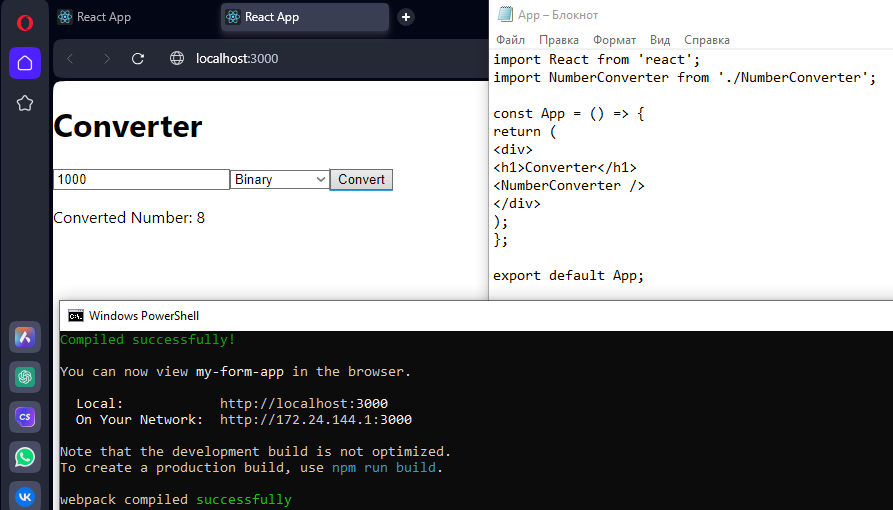 React App
React App
localhost:3000
Converter
1000
Binary
Convert
Converted Number: 8
App – Блокнот
Файл Правка Формат Вид Справка
import React from 'react';
import NumberConverter from './NumberConverter';
const App = () => {
return (
<div>
<h1>Converter</h1>
<NumberConverter />
</div>
);
};
export default App;
Windows PowerShell
Compiled successfully!
You can now view my-form-app in the browser.
Local: http://localhost:3000
On Your Network: http://172.24.144.1:3000
Note that the development build is not optimized.
To create a production build, use npm run build.
webpack compiled successfully
CS